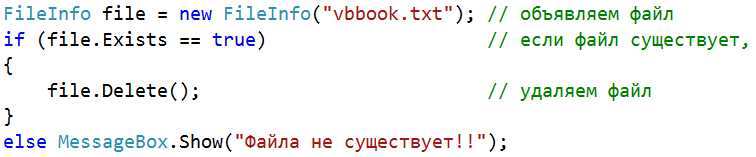 FileInfo file = new FileInfo("vbbook.txt"); // объявляем файл
if (file.Exists == true) // если файл существует,
{
file.Delete(); // удаляем файл
}
else MessageBox.Show("Файла не существует!!");